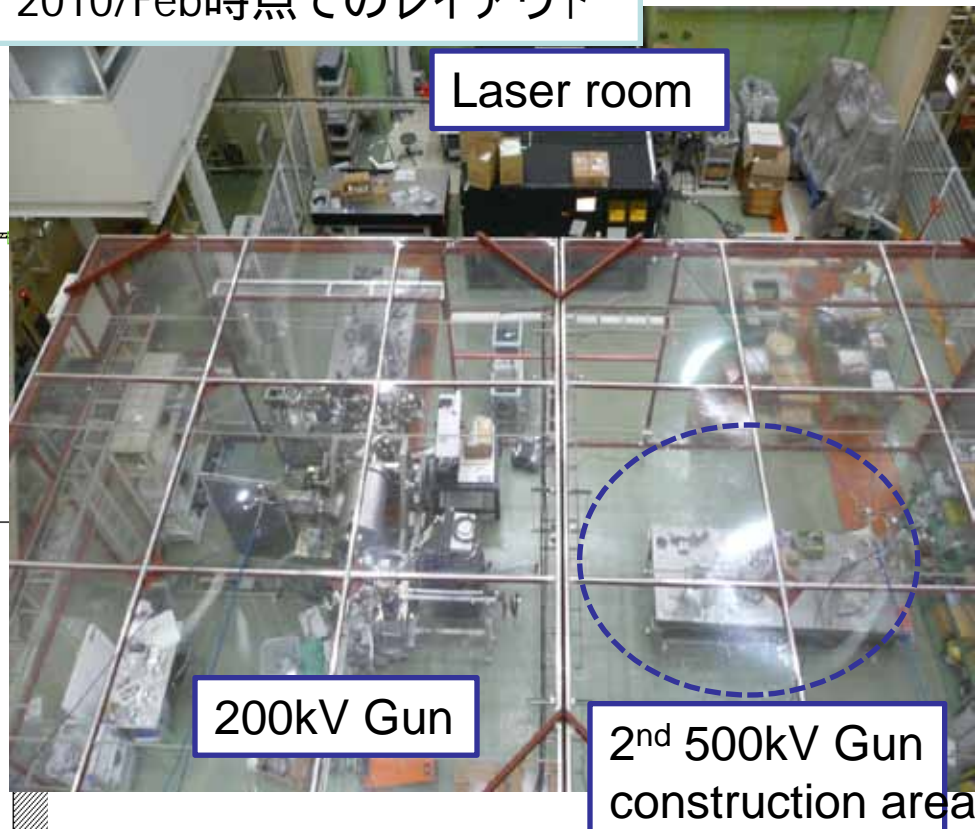 2010/Feb時点でのレイアウト
Laser room
200kV Gun
2nd 500kV Gun
construction area